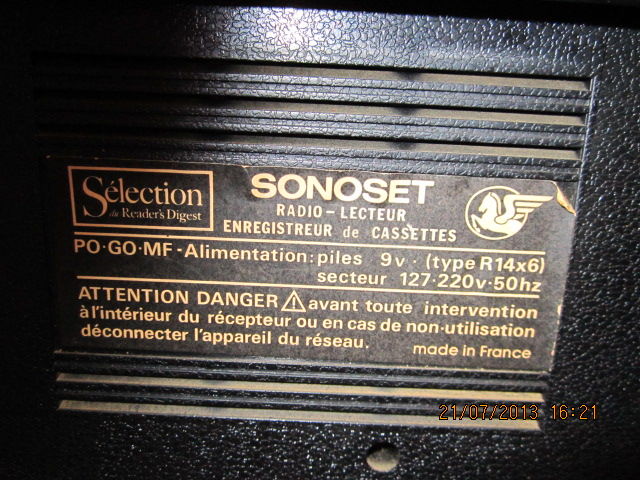 Sélection
du Reader's Digest
SONOSET
RADIO-LECTEUR
ENREGISTREUR de CASSETTES
PO·GO·MF-Alimentation: piles 9v · (type R14x6)
secteur 127·220v·50hz
ATTENTION DANGER avant toute intervention
à l'intérieur du récepteur ou en cas de non-utilisation
déconnecter l'appareil du réseau.
made in France
21/07/2013 16:21